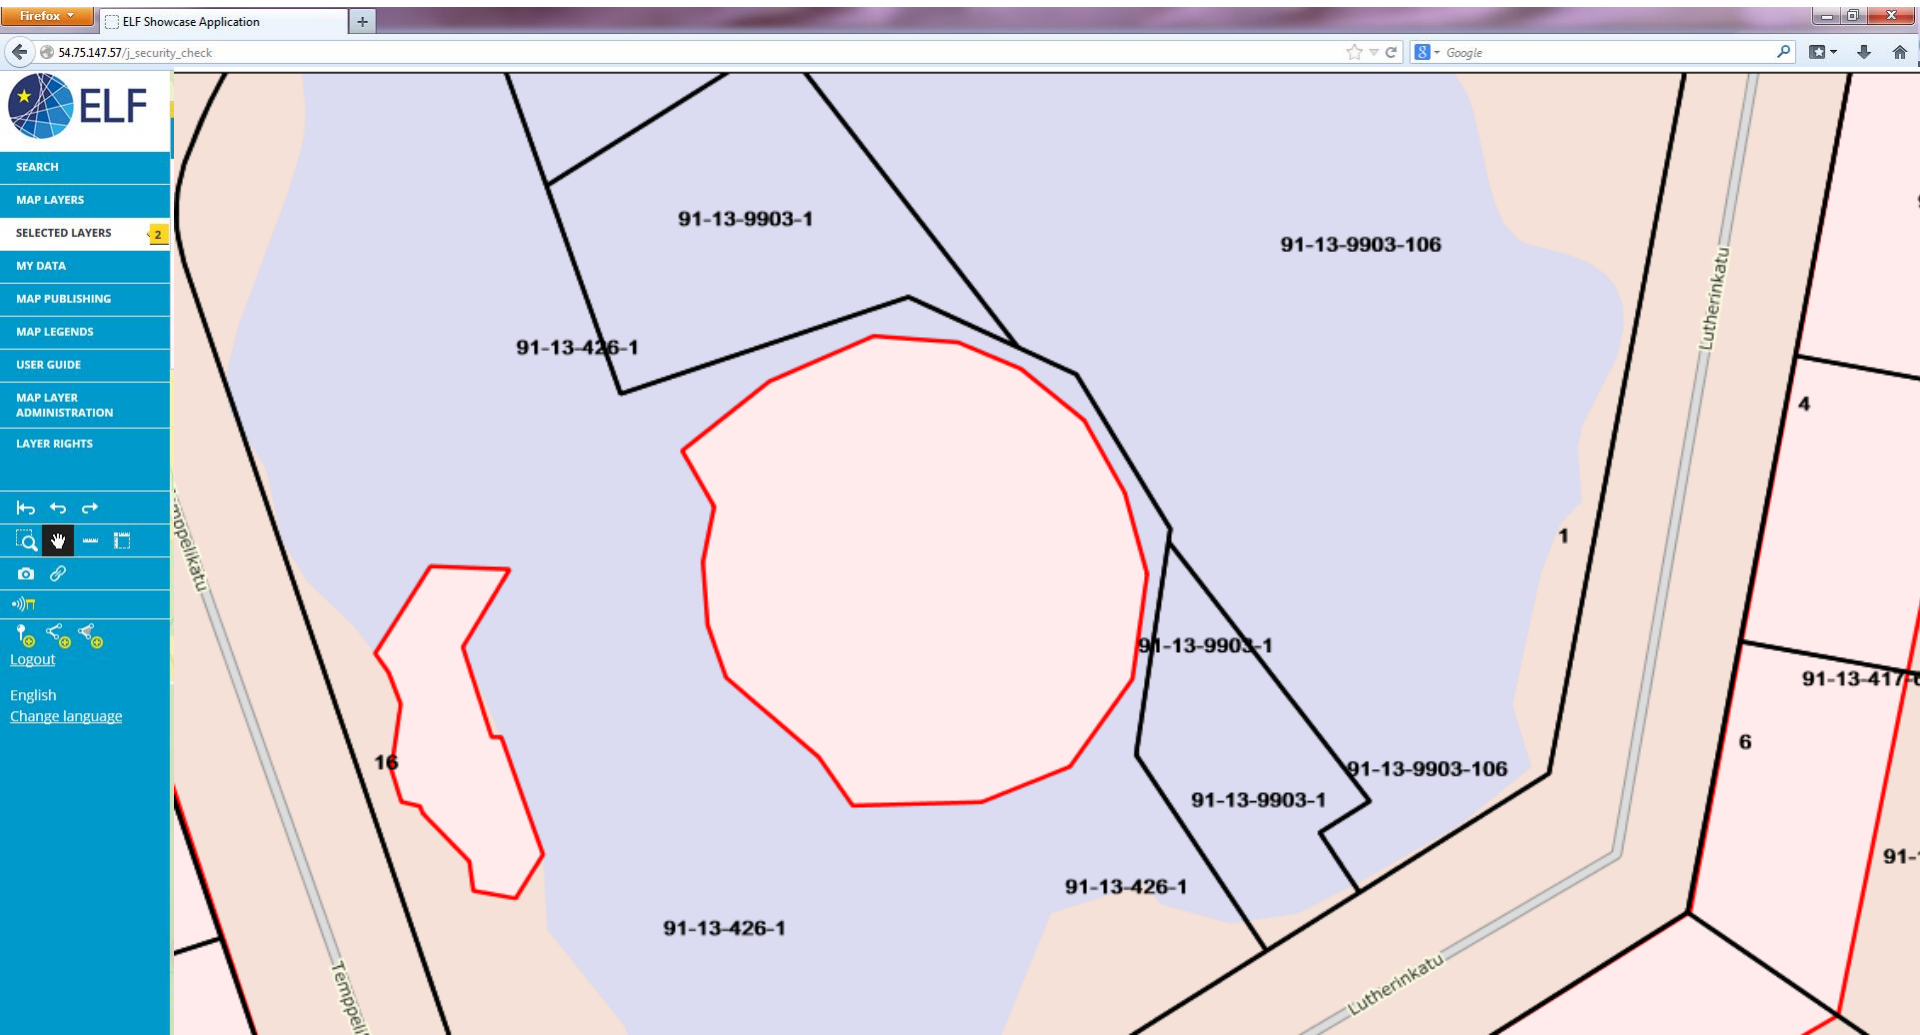 Firefox
ELF Showcase Application
54.75.147.57/j_security_check
Google
ELF
SEARCH
MAP LAYERS
SELECTED LAYERS
2
MY DATA
MAP PUBLISHING
MAP LEGENDS
USER GUIDE
MAP LAYER
ADMINISTRATION
LAYER RIGHTS
Logout
English
Change language
91-13-9903-1
91-13-9903-106
91-13-426-1
Lutherinkatu
4
1
91-13-9903-1
91-13-417-
6
16
91-13-9903-106
91-13-9903-1
91-13-426-1
91-13-426-1
91-
Lutherinkatu